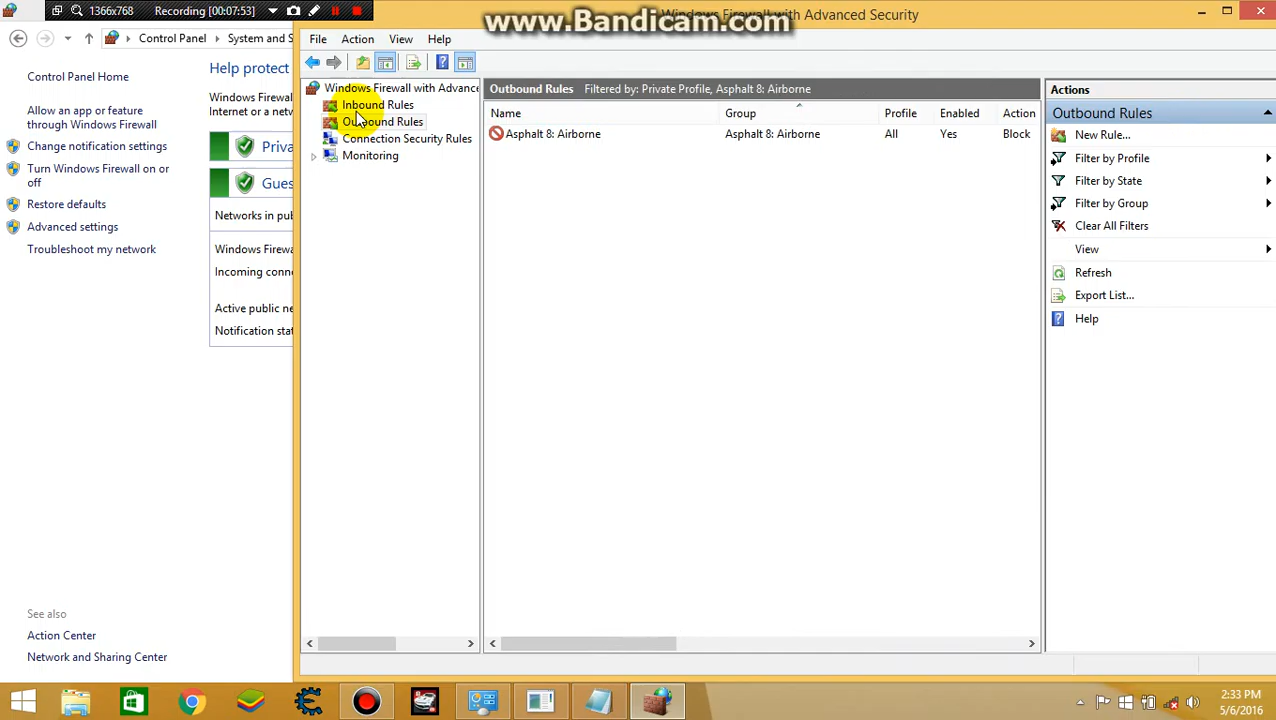 1366x768 Recording [00:07:53]
www.Bandicam.com
Windows Firewall with Advanced Security
Control Panel System and S
File Action View Help
Control Panel Home
Allow an app or feature
through Windows Firewall
Change notification settings
Turn Windows Firewall on or
off
Restore defaults
Advanced settings
Troubleshoot my network
See also
Action Center
Network and Sharing Center
Help protect
Windows Firewa
Internet or a netw
Priva
Gues
Networks in pub
Windows Firewa
Incoming conne
Active public ne
Notification stat
Windows Firewall with Advance
Inbound Rules
Outbound Rules
Connection Security Rules
Monitoring
Outbound Rules Filtered by: Private Profile, Asphalt 8: Airborne
Name Group Profile Enabled Action
Asphalt 8: Airborne Asphalt 8: Airborne All Yes Block
Actions
Outbound Rules
New Rule...
Filter by Profile
Filter by State
Filter by Group
Clear All Filters
View
Refresh
Export List...
Help
2:33 PM
5/6/2016